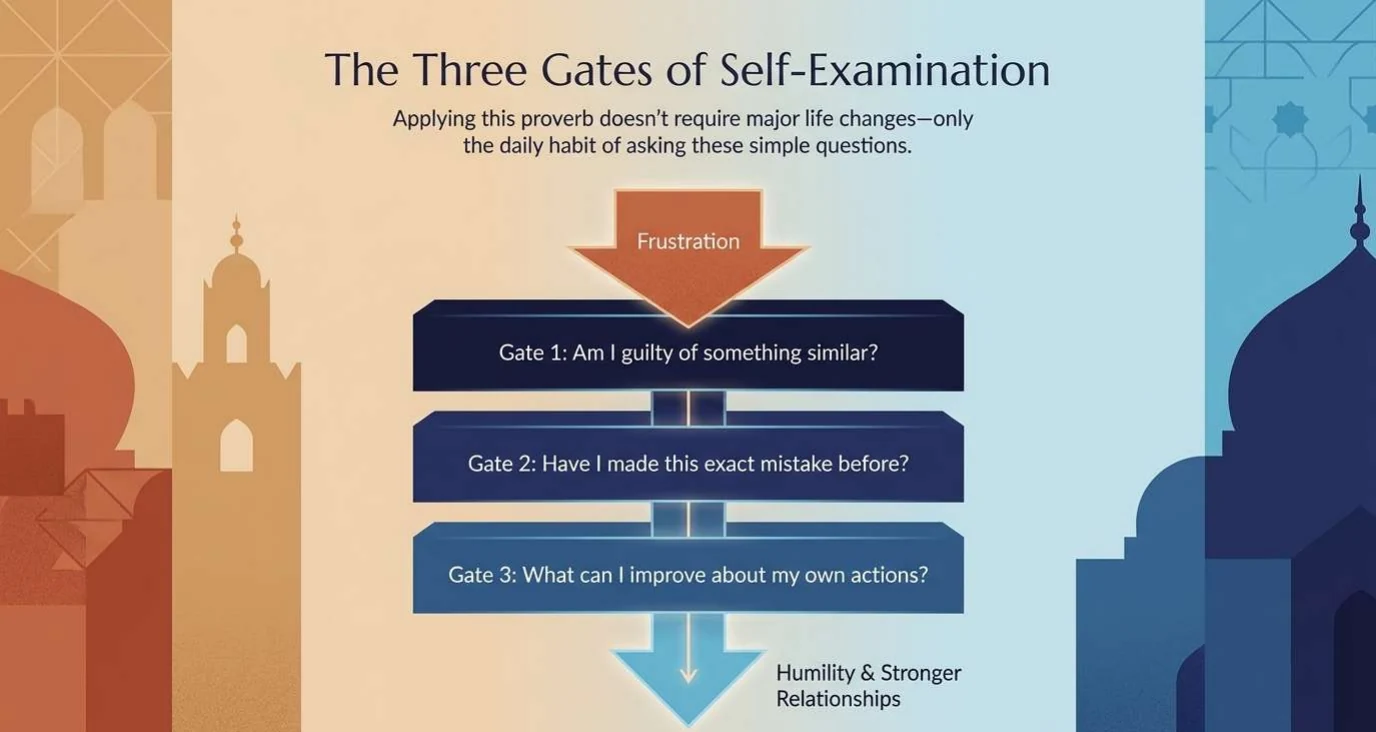 The Three Gates of Self-Examination
Applying this proverb doesn't require major life changes—only
the daily habit of asking these simple questions.
Frustration
Gate 1: Am I guilty of something similar?
Gate 2: Have I made this exact mistake before?
Gate 3: What can I improve about my own actions?
Humility & Stronger
Relationships